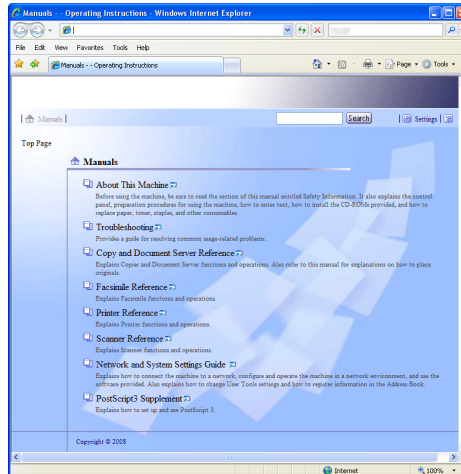 Manuals - - Operating Instructions - Windows Internet Explorer
File Edit View Favorites Tools Help
Manuals - - Operating Instructions
Page Tools
Manuals
Search
Settings
Top Page
Manuals
About This Machine
Before using the machine, be sure to read the section of this manual entitled Safety Information. It also explains the control
panel, preparation procedures for using the machine, how to enter text, how to install the CD-ROMs provided, and how to
replace paper, toner, staples, and other consumables.
Troubleshooting
Provides a guide for resolving common usage-related problems.
Copy and Document Server Reference
Explains Copier and Document Server functions and operations. Also refer to this manual for explanations on how to place
originals.
Facsimile Reference
Explains Facsimile functions and operations.
Printer Reference
Explains Printer functions and operations.
Scanner Reference
Explains Scanner functions and operations.
Network and System Settings Guide
Explains how to connect the machine to a network, configure and operate the machine in a network environment, and use the
software provided. Also explains how to change User Tools settings and how to register information in the Address Book.
PostScript3 Supplement
Explains how to set up and use PostScript 3.
Copyright © 2008
Internet
100%